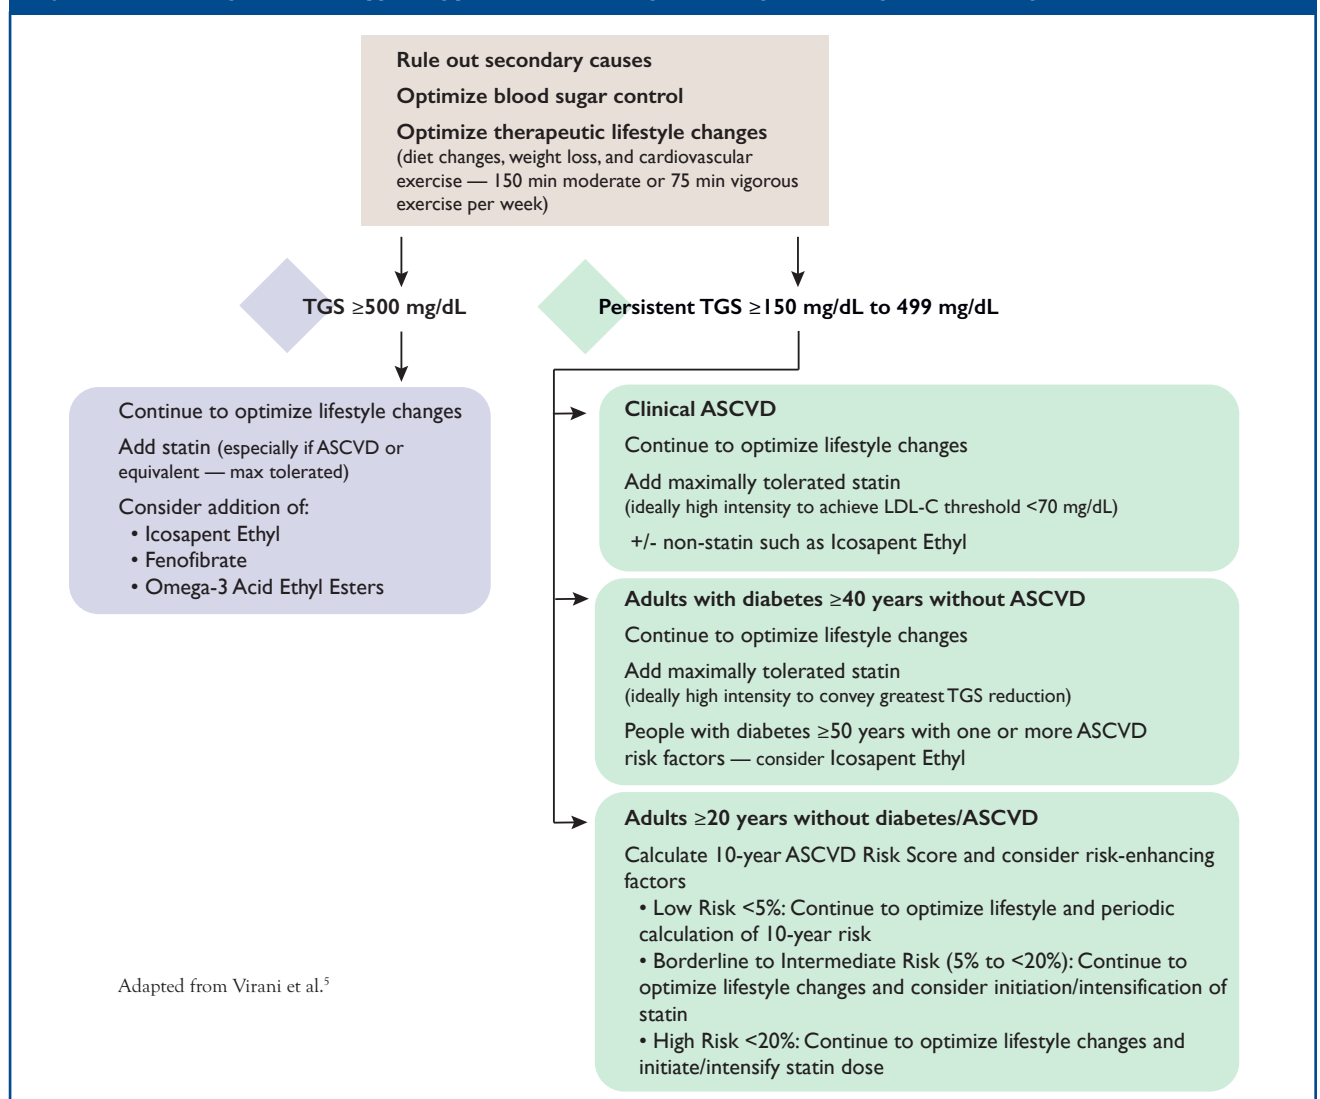 Rule out secondary causes
Optimize blood sugar control
Optimize therapeutic lifestyle changes
(diet changes, weight loss, and cardiovascular
exercise — 150 min moderate or 75 min vigorous
exercise per week)
TGS ≥500 mg/dL
Persistent TGS ≥150 mg/dL to 499 mg/dL
Continue to optimize lifestyle changes
Add statin (especially if ASCVD or
equivalent — max tolerated)
Consider addition of:
• Icosapent Ethyl
• Fenofibrate
• Omega-3 Acid Ethyl Esters
Clinical ASCVD
Continue to optimize lifestyle changes
Add maximally tolerated statin
(ideally high intensity to achieve LDL-C threshold <70 mg/dL)
+/- non-statin such as Icosapent Ethyl
Adults with diabetes ≥40 years without ASCVD
Continue to optimize lifestyle changes
Add maximally tolerated statin
(ideally high intensity to convey greatest TGS reduction)
People with diabetes ≥50 years with one or more ASCVD
risk factors — consider Icosapent Ethyl
Adults ≥20 years without diabetes/ASCVD
Calculate 10-year ASCVD Risk Score and consider risk-enhancing
factors
• Low Risk <5%: Continue to optimize lifestyle and periodic
calculation of 10-year risk
• Borderline to Intermediate Risk (5% to <20%): Continue to
optimize lifestyle changes and consider initiation/intensification of
statin
• High Risk <20%: Continue to optimize lifestyle changes and
initiate/intensify statin dose
Adapted from Virani et al.5